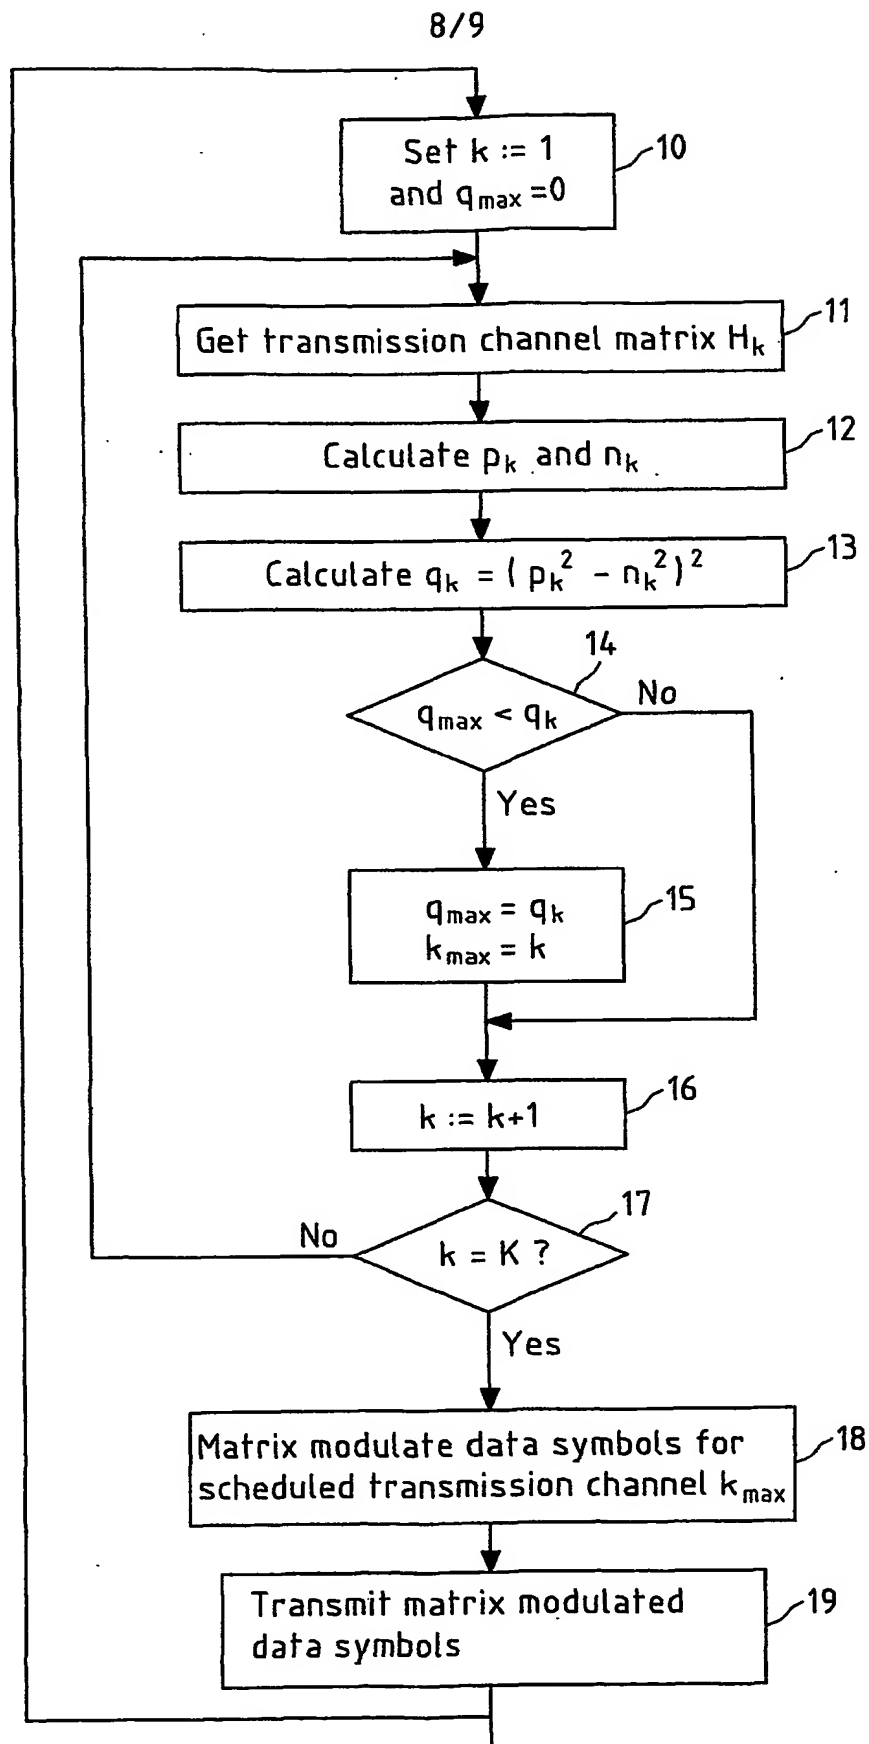 8/9
Set k := 1
and q_max =0
10
Get transmission channel matrix H_k
11
Calculate p_k and n_k
12
Calculate q_k = ( p_k^2 - n_k^2 )^2
13
14
q_max < q_k
No
Yes
q_max = q_k
k_max = k
15
k := k+1
16
17
No
k = K ?
Yes
Matrix modulate data symbols for
scheduled transmission channel k_max
18
Transmit matrix modulated
data symbols
19